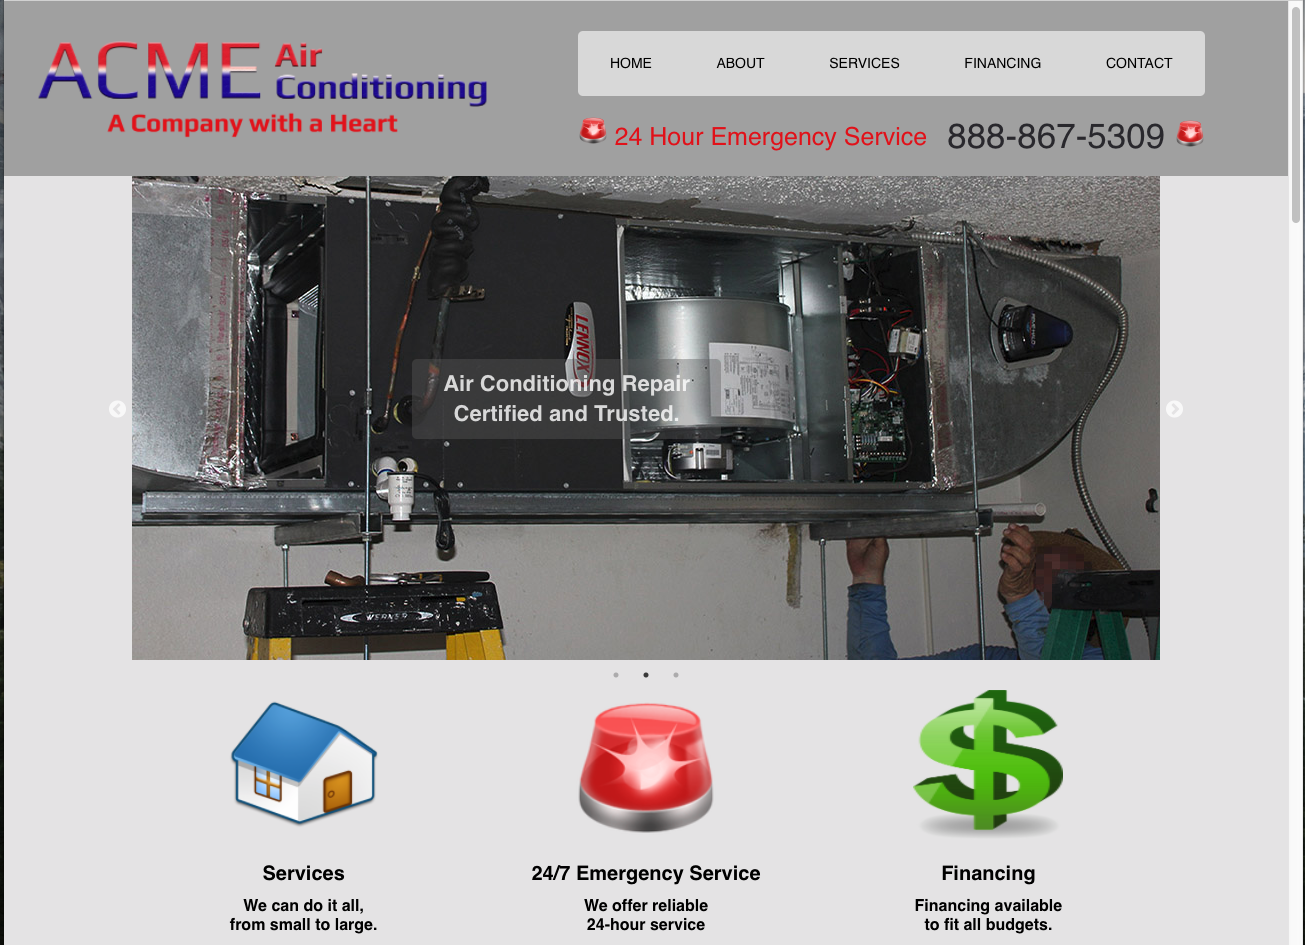 ACME Air
Conditioning
A Company with a Heart
HOME ABOUT SERVICES FINANCING CONTACT
24 Hour Emergency Service 888-867-5309
LENNOX
Air Conditioning Repair
Certified and Trusted.
WERNER
Services
24/7 Emergency Service
Financing
We can do it all,
from small to large.
We offer reliable
24-hour service
Financing available
to fit all budgets.